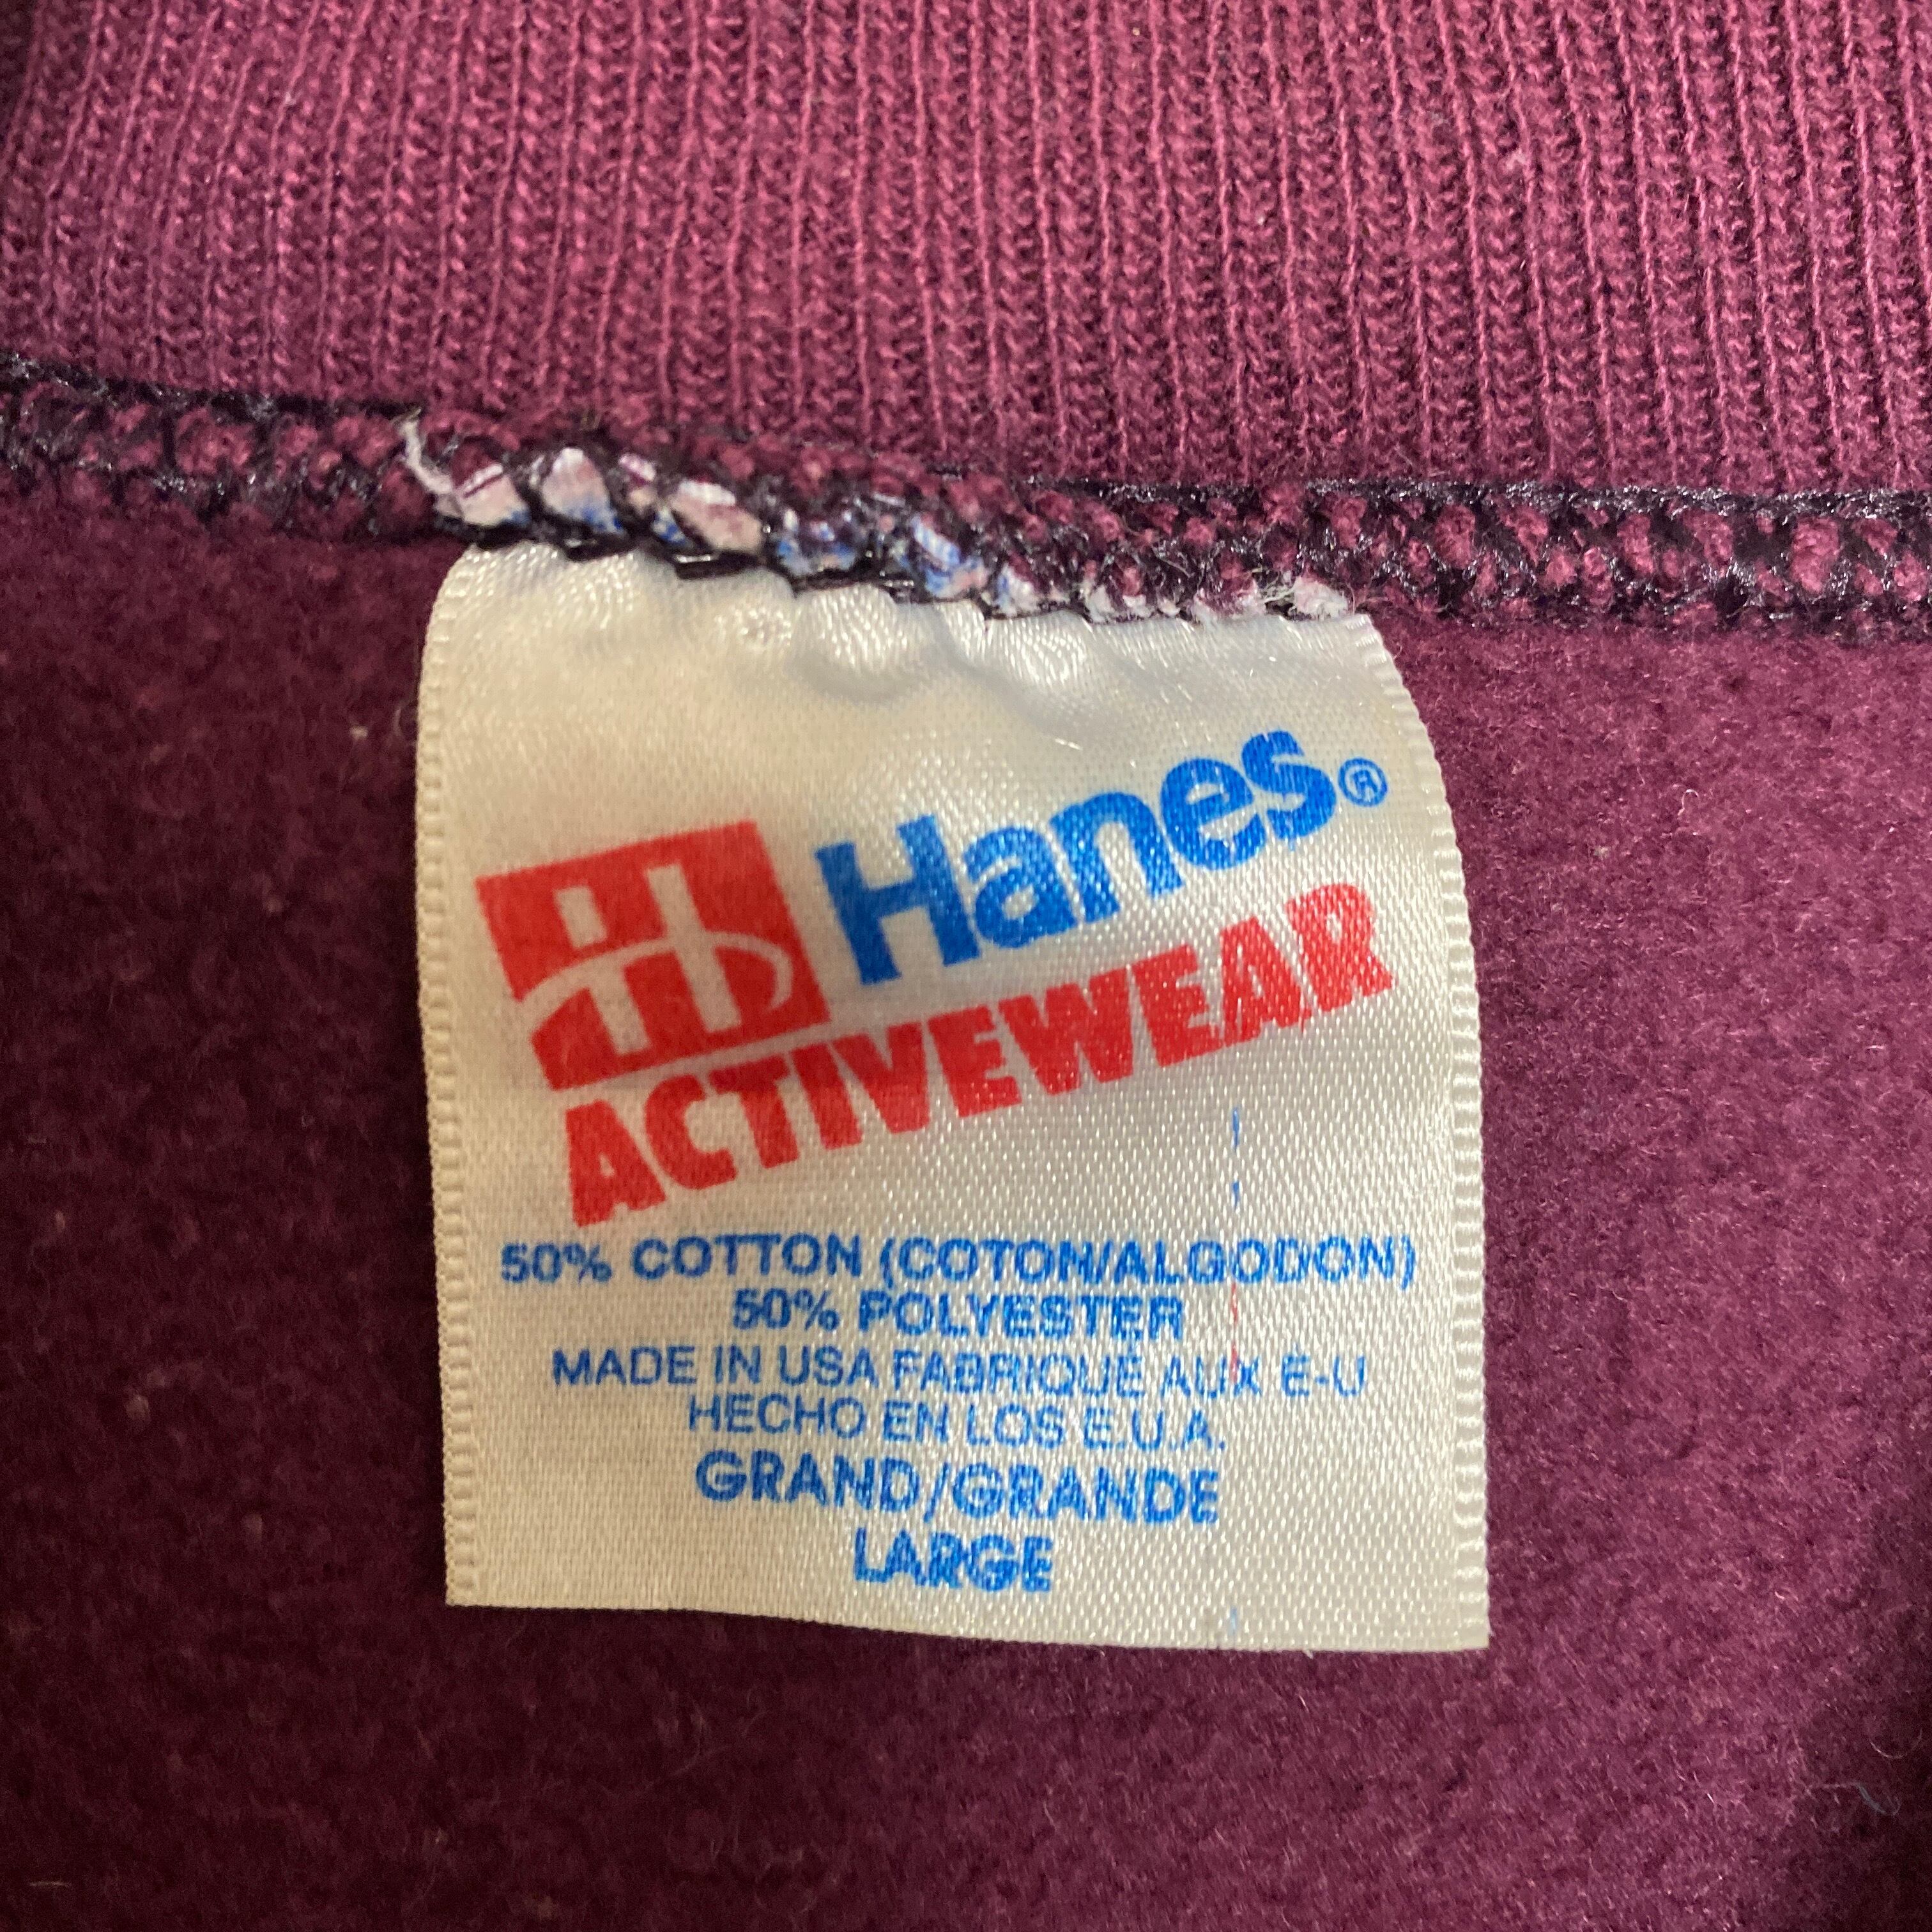 Hanes®
ACTIVEWEAR
50% COTTON (COTON/ALGODON)
50% POLYESTER
MADE IN USA FABRIQUÉ AUX E-U
HECHO EN LOS E.U.A.
GRAND/GRANDE
LARGE